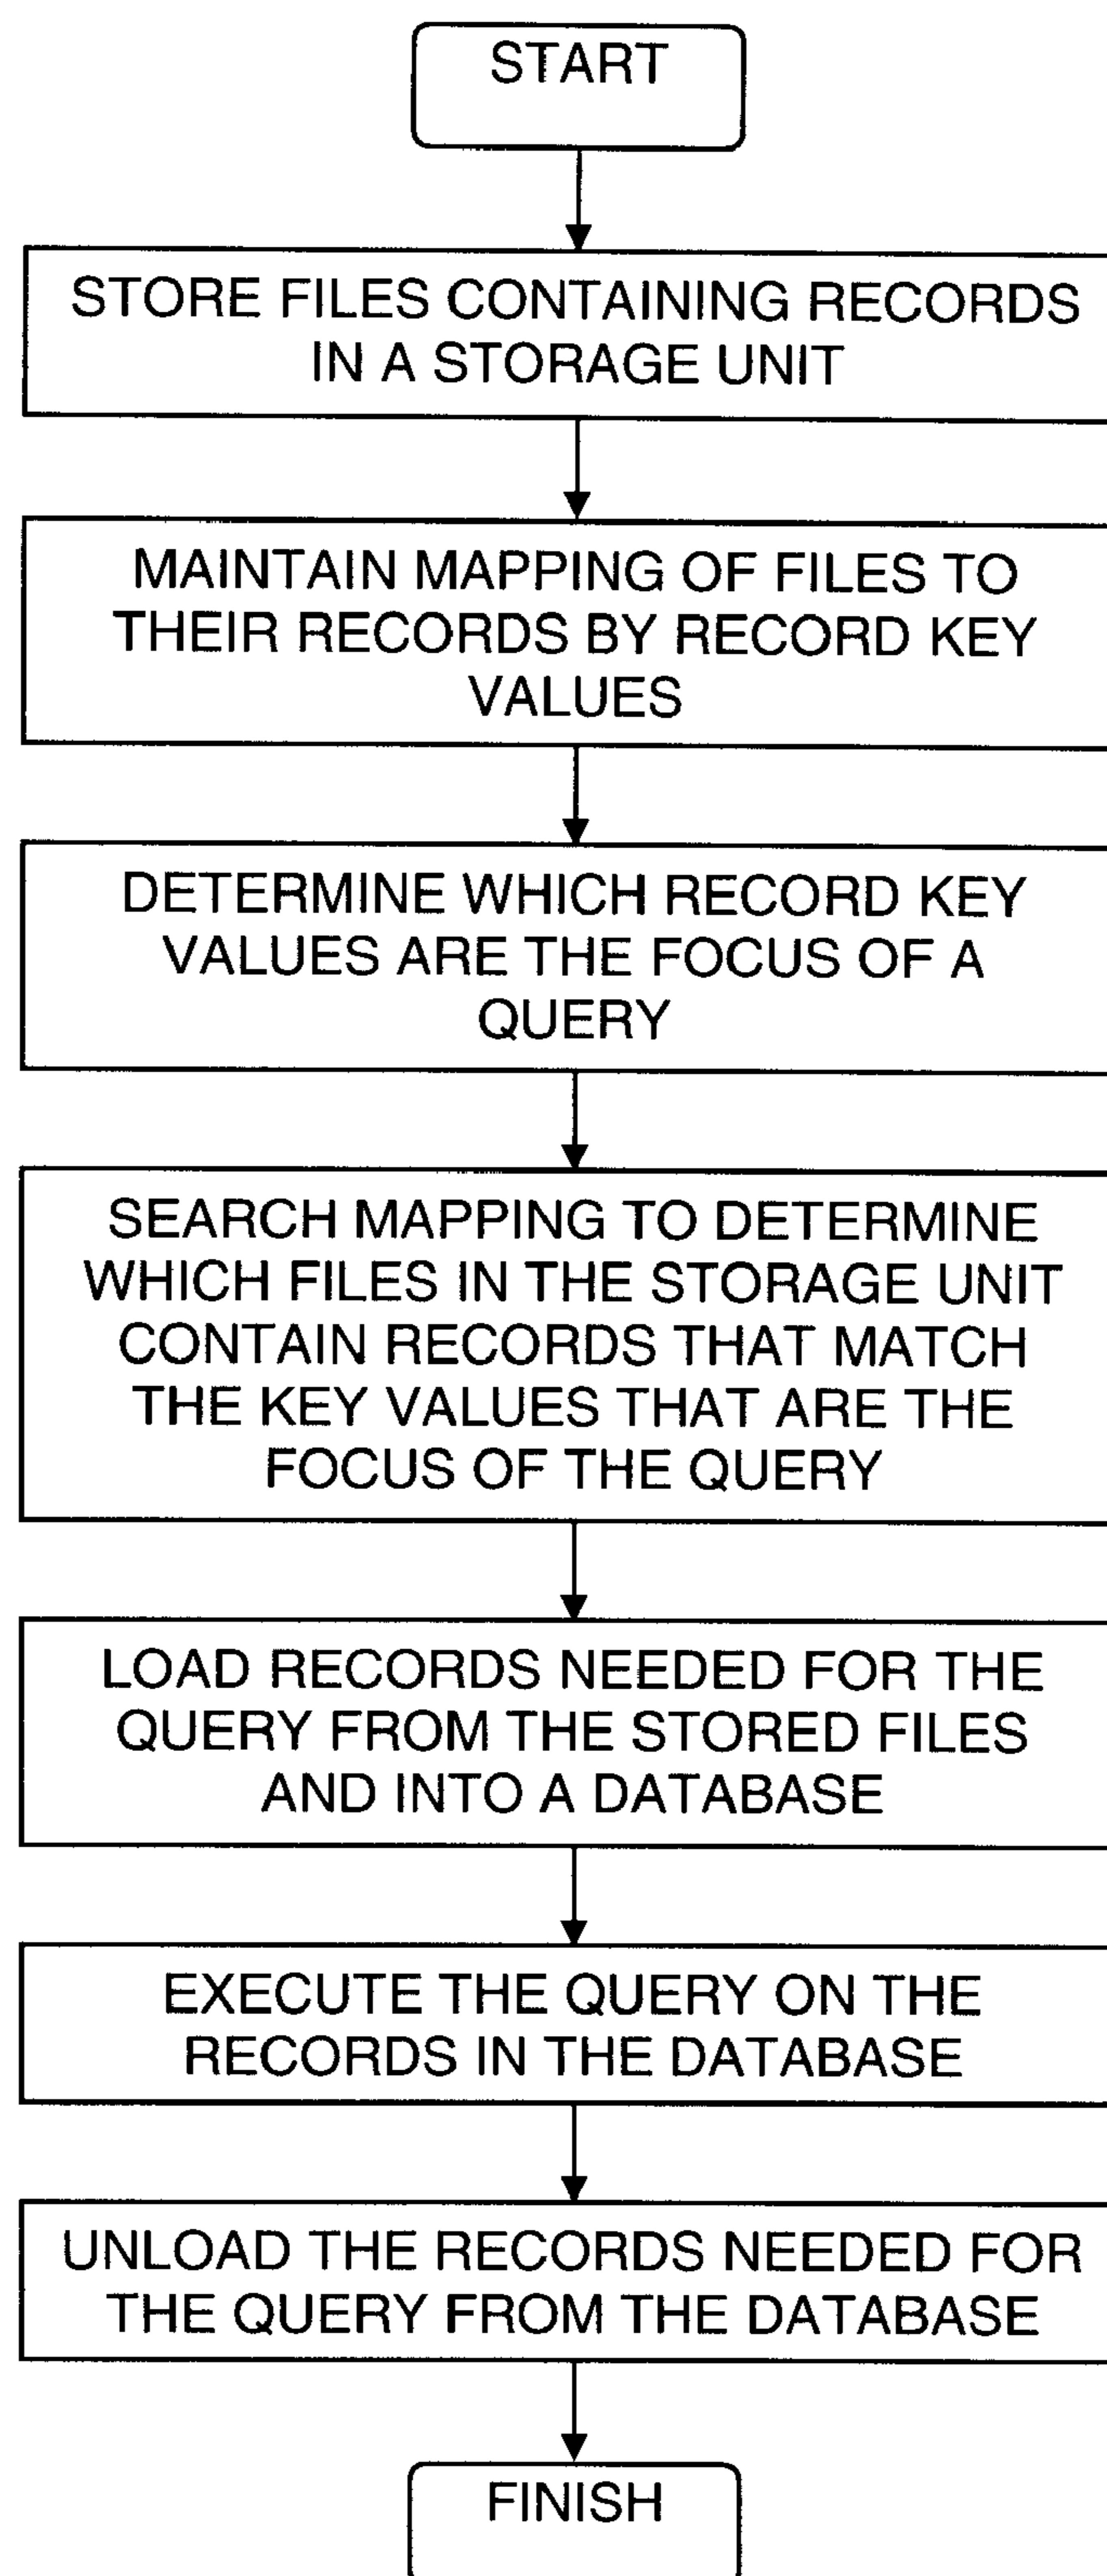 START
STORE FILES CONTAINING RECORDS
IN A STORAGE UNIT
MAINTAIN MAPPING OF FILES TO
THEIR RECORDS BY RECORD KEY
VALUES
DETERMINE WHICH RECORD KEY
VALUES ARE THE FOCUS OF A
QUERY
SEARCH MAPPING TO DETERMINE
WHICH FILES IN THE STORAGE UNIT
CONTAIN RECORDS THAT MATCH
THE KEY VALUES THAT ARE THE
FOCUS OF THE QUERY
LOAD RECORDS NEEDED FOR THE
QUERY FROM THE STORED FILES
AND INTO A DATABASE
EXECUTE THE QUERY ON THE
RECORDS IN THE DATABASE
UNLOAD THE RECORDS NEEDED FOR
THE QUERY FROM THE DATABASE
FINISH